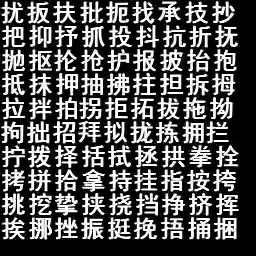 扰扳扶批扼找承技抄
把抑抒抓投抖抗折抚
抛抠抡抢护报披抬抱
抵抹押抽拂拄担拆拇
拉拌拍拐拒拓拔拖拗
拘拙招拜拟拢拣拥拦
拧拨择括拭拯拱拳拴
拷拼拾拿持挂指按挎
挑挖挚挟挠挡挣挤挥
挨挪挫振挺挽捂捅捆